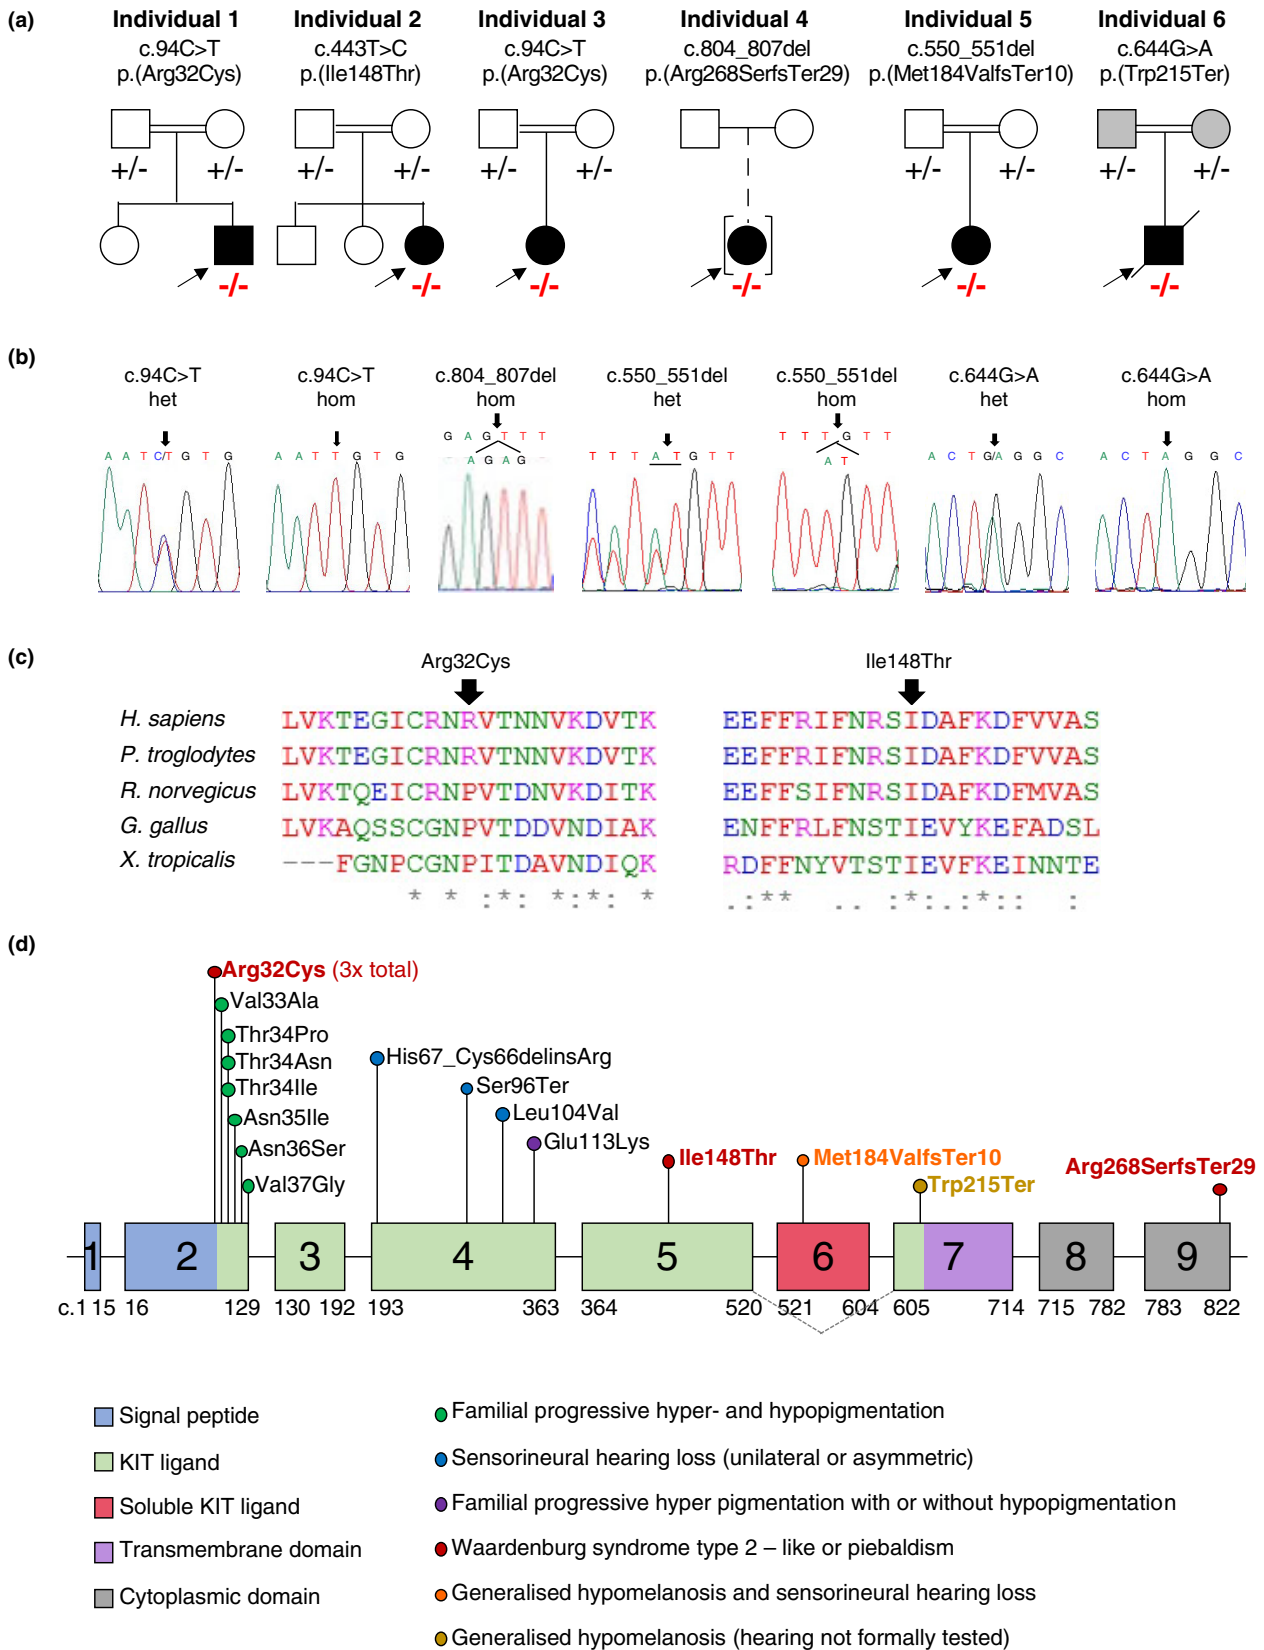 (a)
Individual 1 Individual 2 Individual 3 Individual 4 Individual 5 Individual 6
c.94C>T c.443T>C c.94C>T c.804_807del c.550_551del c.644G>A
p.(Arg32Cys) p.(Ile148Thr) p.(Arg32Cys) p.(Arg268SerfsTer29) p.(Met184ValfsTer10) p.(Trp215Ter)
+/- +/- +/- +/- +/- +/- +/- +/- +/- +/-
-/- -/- -/- -/- -/- -/-
(b)
c.94C>T c.94C>T c.804_807del c.550_551del c.550_551del c.644G>A c.644G>A
het hom hom het hom het hom
G A G T T T T T T G T T
A A T C/T G T G A A T T G T G A G A G T T T A T G T T A T A C T G/A G G C A C T A G G C
(c)
Arg32Cys Ile148Thr
H. sapiens LVKTEGICRNRVTNNVKDVTK EEFFRIFNRSIDAFKDFVVAS
P. troglodytes LVKTEGICRNRVTNNVKDVTK EEFFRIFNRSIDAFKDFVVAS
R. norvegicus LVKTQEICRNPVTDNVKDITK EEFFSIFNRSIDAFKDFMVAS
G. gallus LVKAQSSCGNPVTDDVNDIAK ENFFRLFNSTIEVYKEFADSL
X. tropicalis ---FGNPCGNPITDAVNDIQK RDFFNYVTSTIEVFKEINNTE
* * :*: *:*: * .:** .. .:*:.:*:: :
(d)
Arg32Cys (3x total)
Val33Ala
Thr34Pro
Thr34Asn
Thr34Ile
Asn35Ile
Asn36Ser
Val37Gly
His67_Cys66delinsArg
Ser96Ter
Leu104Val
Glu113Lys
Ile148Thr
Met184ValfsTer10
Trp215Ter
Arg268SerfsTer29
1 2 3 4 5 6 7 8 9
c.1 15 16 129 130 192 193 363 364 520 521 604 605 714 715 782 783 822
Signal peptide
KIT ligand
Soluble KIT ligand
Transmembrane domain
Cytoplasmic domain
Familial progressive hyper- and hypopigmentation
Sensorineural hearing loss (unilateral or asymmetric)
Familial progressive hyper pigmentation with or without hypopigmentation
Waardenburg syndrome type 2 – like or piebaldism
Generalised hypomelanosis and sensorineural hearing loss
Generalised hypomelanosis (hearing not formally tested)